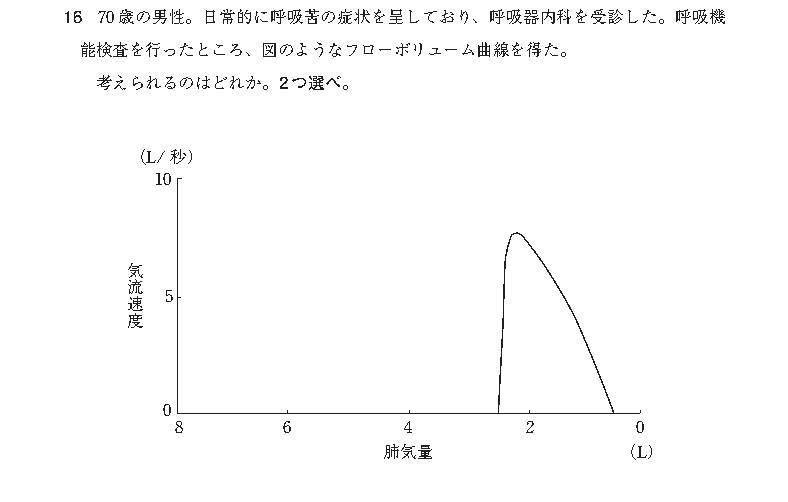 16 70歳の男性。日常的に呼吸苦の症状を呈しており、呼吸器内科を受診した。呼吸機
能検査を行ったところ、図のようなフローボリューム曲線を得た。
考えられるのはどれか。2つ選べ。
(L/秒)
10
気流速度
5
0
8 6 4 2 0
肺気量 (L)